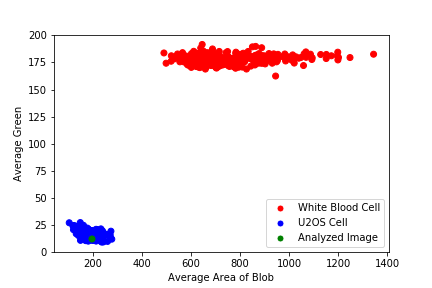 200
175
150
125
100
75
50
25
0
Average Green
White Blood Cell
U2OS Cell
Analyzed Image
200 400 600 800 1000 1200 1400
Average Area of Blob